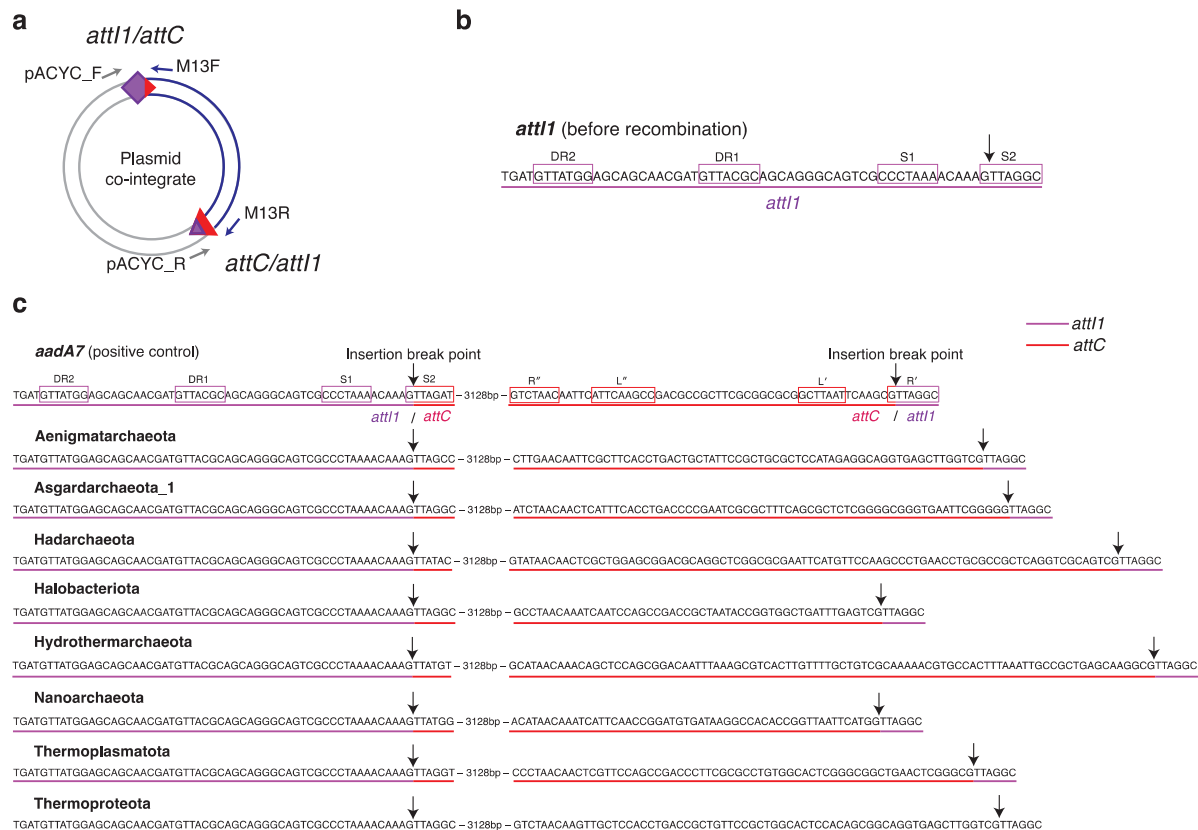 a
attI1/attC
pACYC_F
M13F
Plasmid
co-integrate
M13R
pACYC_R
attC/attI1
b
attI1 (before recombination)
DR2 DR1 S1 S2
TGATGTTATGGAGCAGCAACGATGTTACGCAGCAGGGCAGTCGCCCTAAAACAAAGTTAGGC
attI1
c
attI1
attC
aadA7 (positive control)
Insertion break point Insertion break point
DR2 DR1 S1 S2 R″ L″ L′ R′
TGATGTTATGGAGCAGCAACGATGTTACGCAGCAGGGCAGTCGCCCTAAAACAAAGTTAGAT – 3128bp – GTCTAACAATTCATTCAAGCCGACGCCGCTTCGCGGCGCGGCTTAATTCAAGCGTTAGGC
attI1 / attC attC / attI1
Aenigmatarchaeota
TGATGTTATGGAGCAGCAACGATGTTACGCAGCAGGGCAGTCGCCCTAAAACAAAGTTAGCC – 3128bp – CTTGAACAATTCGCTTCACCTGACTGCTATTCCGCTGCGCTCCATAGAGGCAGGTGAGCTTGGTCGTTAGGC
Asgardarchaeota_1
TGATGTTATGGAGCAGCAACGATGTTACGCAGCAGGGCAGTCGCCCTAAAACAAAGTTAGGC – 3128bp – ATCTAACAACTCATTTCACCTGACCCCGAATCGCGCTTTCAGCGCTCTCGGGGCGGGTGAATTCGGGGGTTAGGC
Hadarchaeota
TGATGTTATGGAGCAGCAACGATGTTACGCAGCAGGGCAGTCGCCCTAAAACAAAGTTATAC – 3128bp – GTATAACAACTCGCTGGAGCGGACGCAGGCTCGGCGCGAATTCATGTTCCAAGCCCTGAACCTGCGCCGCTCAGGTCGCAGTCGTTAGGC
Halobacteriota
TGATGTTATGGAGCAGCAACGATGTTACGCAGCAGGGCAGTCGCCCTAAAACAAAGTTAGGC – 3128bp – GCCTAACAAATCAATCCAGCCGACCGCTAATACCGGTGGCTGATTTGAGTCGTTAGGC
Hydrothermarchaeota
TGATGTTATGGAGCAGCAACGATGTTACGCAGCAGGGCAGTCGCCCTAAAACAAAGTTATGT – 3128bp – GCATAACAAACAGCTCCAGCGGACAATTTAAAGCGTCACTTGTTTTGCTGTCGCAAAAACGTGCCACTTTAAATTGCCGCTGAGCAAGGCGTTAGGC
Nanoarchaeota
TGATGTTATGGAGCAGCAACGATGTTACGCAGCAGGGCAGTCGCCCTAAAACAAAGTTATGG – 3128bp – ACATAACAAATCATTCAACCGGATGTGATAAGGCCACACCGGTTAATTCATGGTTAGGC
Thermoplasmatota
TGATGTTATGGAGCAGCAACGATGTTACGCAGCAGGGCAGTCGCCCTAAAACAAAGTTAGGT – 3128bp – CCCTAACAACTCGTTCCAGCCGACCCTTCGCGCCTGTGGCACTCGGGCGGCTGAACTCGGGCGTTAGGC
Thermoproteota
TGATGTTATGGAGCAGCAACGATGTTACGCAGCAGGGCAGTCGCCCTAAAACAAAGTTAGGC – 3128bp – GTCTAACAAGTTGCTCCACCTGACCGCTGTTCCGCTGGCACTCCACAGCGGCAGGTGAGCTTGGTCGTTAGGC